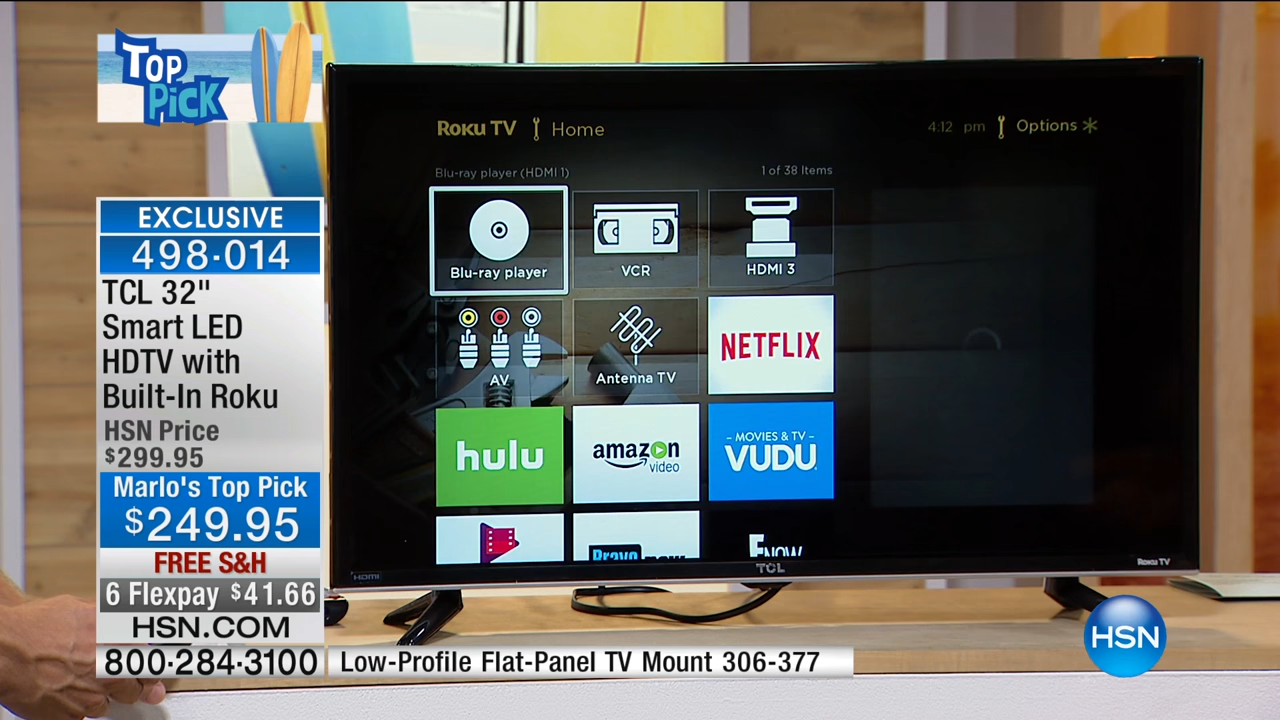 TOP
PiCK
EXCLUSIVE
498-014
TCL 32"
Smart LED
HDTV with
Built-In Roku
HSN Price
$299.95
Marlo's Top Pick
$249.95
FREE S&H
6 Flexpay $41.66
HSN.COM
800·284·3100
Low-Profile Flat-Panel TV Mount 306-377
HSN
ROKU TV
Home
4:12 pm
Options
Blu-ray player (HDMI 1)
1 of 38 Items
Blu-ray player
VCR
HDMI 3
AV
Antenna TV
NETFLIX
hulu
amazon
video
- MOVIES & TV -
VUDU
Bravo now
E NOW
HDMI
TCL
ROKU TV